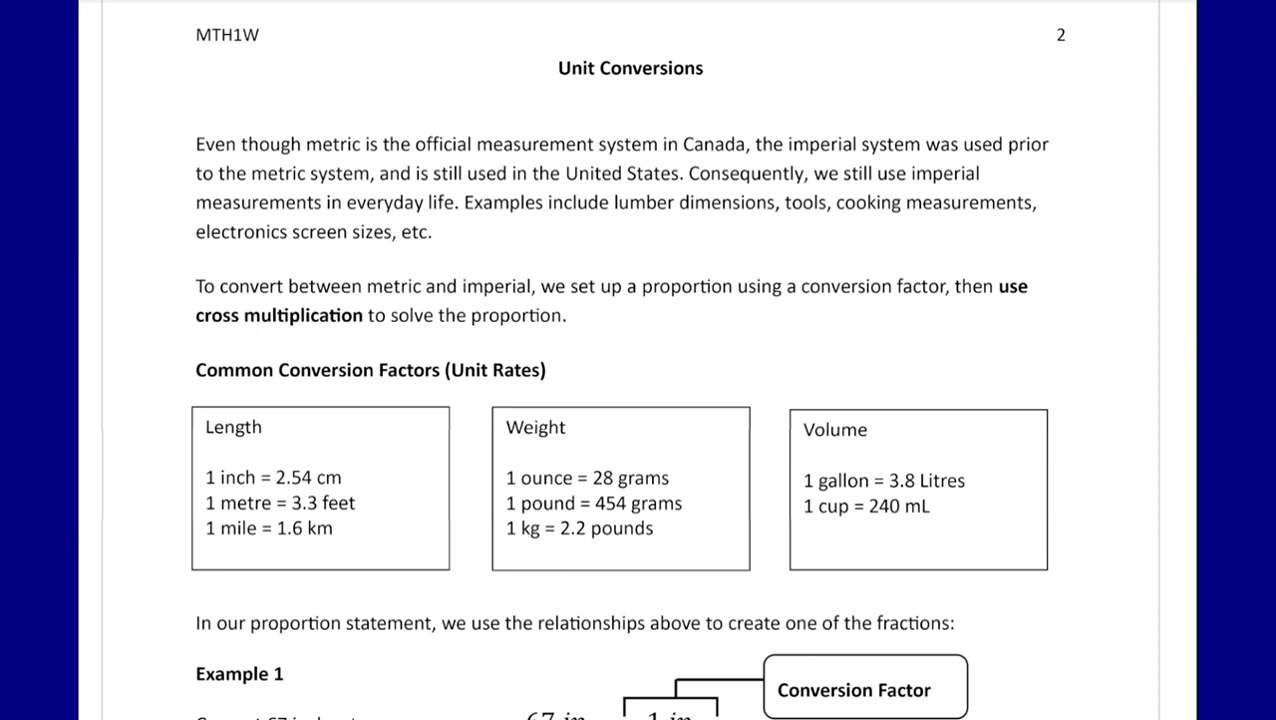 MTH1W 2
Unit Conversions
Even though metric is the official measurement system in Canada, the imperial system was used prior
to the metric system, and is still used in the United States. Consequently, we still use imperial
measurements in everyday life. Examples include lumber dimensions, tools, cooking measurements,
electronics screen sizes, etc.
To convert between metric and imperial, we set up a proportion using a conversion factor, then use
cross multiplication to solve the proportion.
Common Conversion Factors (Unit Rates)
Length
1 inch = 2.54 cm
1 metre = 3.3 feet
1 mile = 1.6 km
Weight
1 ounce = 28 grams
1 pound = 454 grams
1 kg = 2.2 pounds
Volume
1 gallon = 3.8 Litres
1 cup = 240 mL
In our proportion statement, we use the relationships above to create one of the fractions:
Example 1
Conversion Factor
67 in 1 in